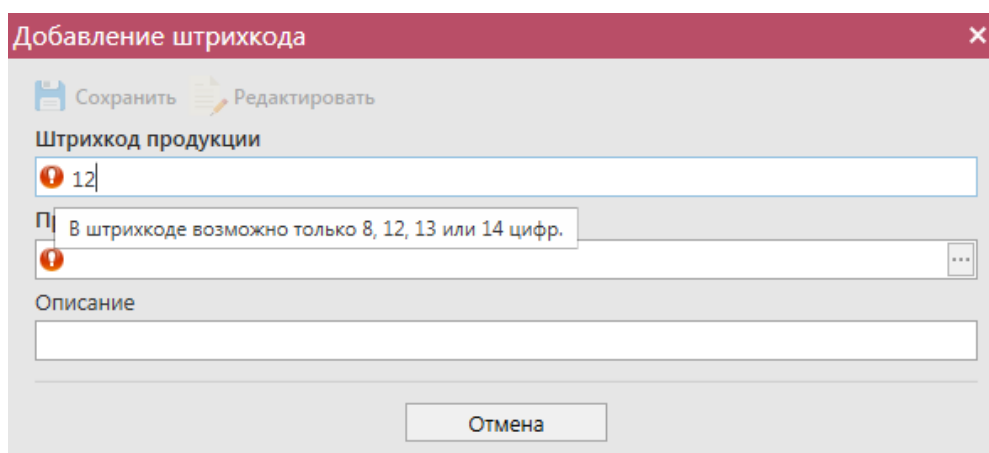 Добавление штрихкода
Сохранить Редактировать
Штрихкод продукции
12
В штрихкоде возможно только 8, 12, 13 или 14 цифр.
...
Описание
Отмена